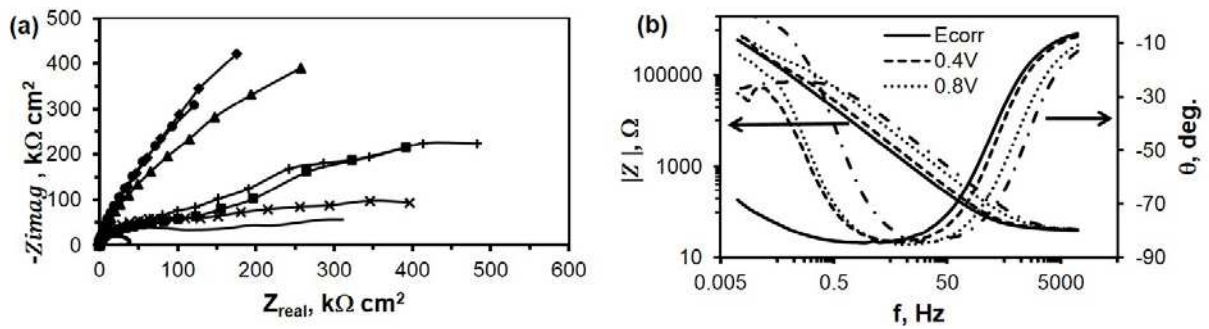 (a)
500
400
300
200
100
0
-Zimag , kΩ cm²
0 100 200 300 400 500 600
Zreal, kΩ cm²
(b)
100000
1000
10
|Z |, Ω
Ecorr
0.4V
0.8V
-10
-30
-50
-70
-90
θ, deg.
0.005 0.5 50 5000
f, Hz